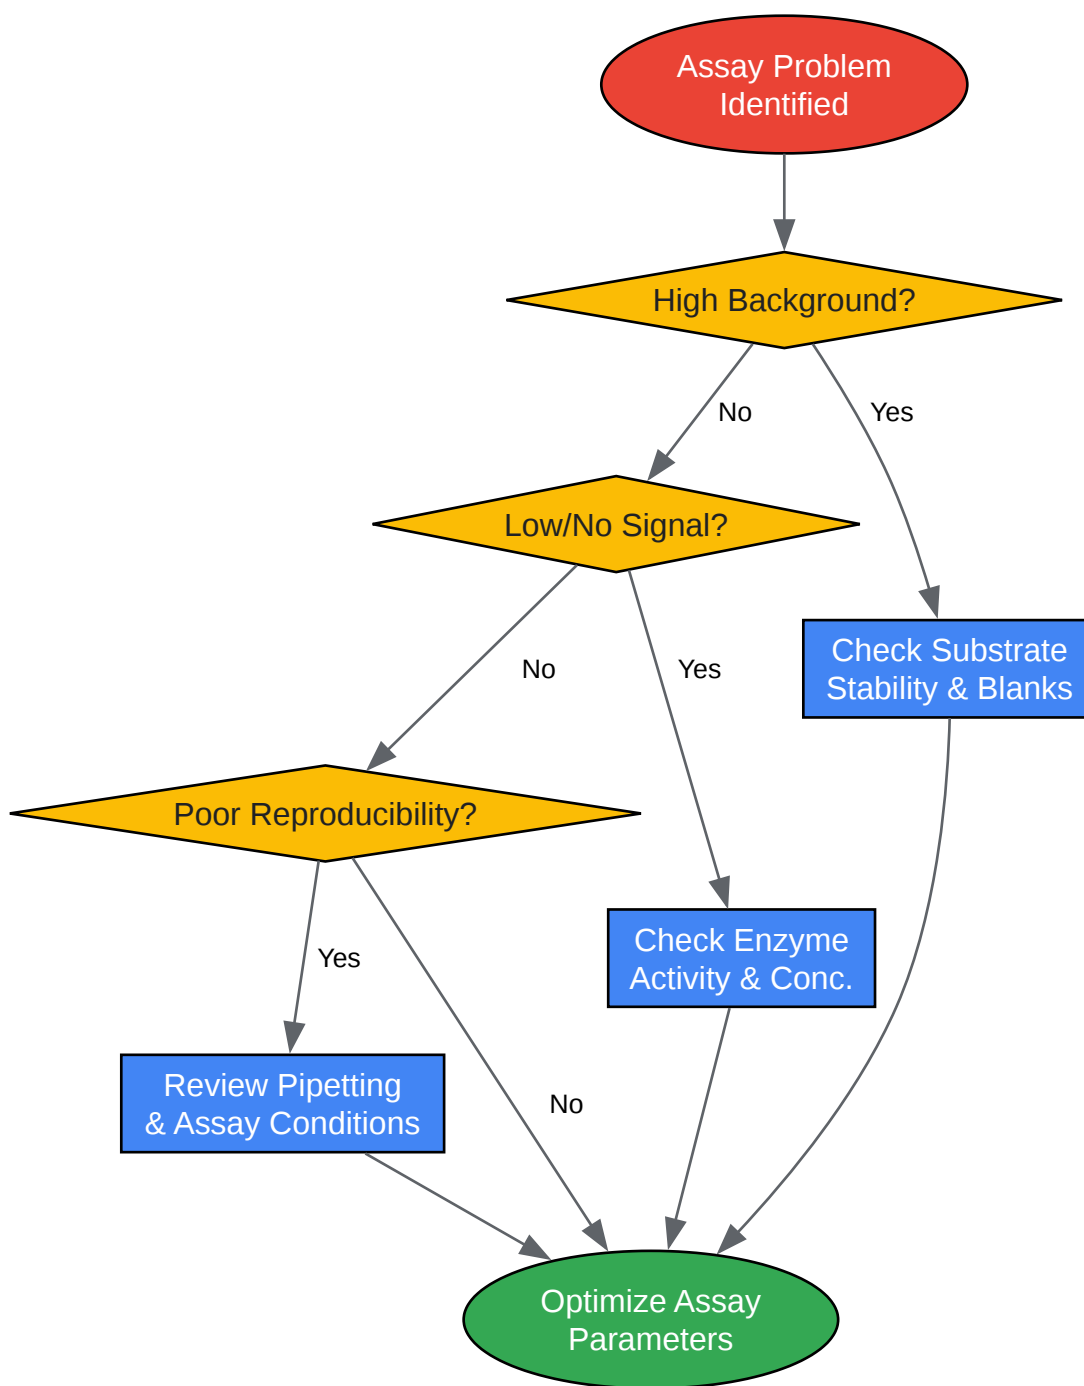 Assay Problem
Identified
High Background?
No
Yes
Low/No Signal?
No
Yes
Check Substrate
Stability & Blanks
Poor Reproducibility?
Yes
Check Enzyme
Activity & Conc.
Review Pipetting
& Assay Conditions
No
Optimize Assay
Parameters